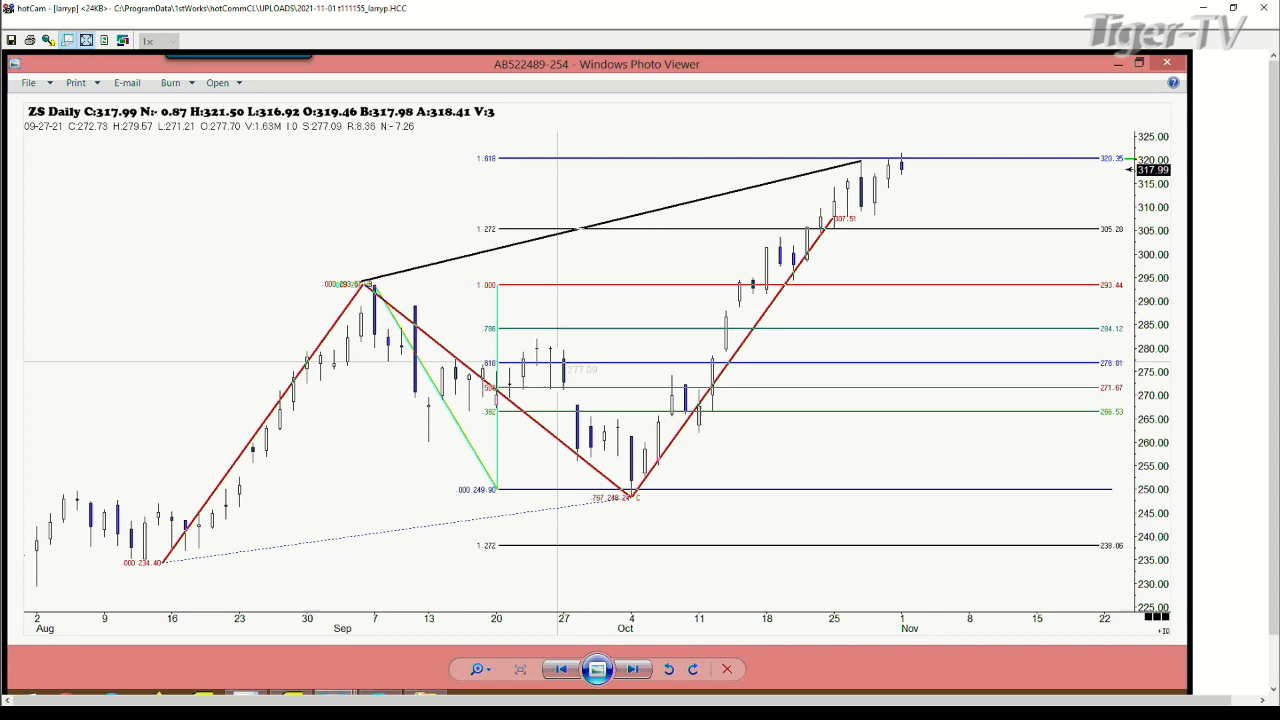 hotCam - [larryp] <24KB> - C:\ProgramData\1stWorks\hotCommCL\UPLOADS\2021-11-01 t111155_larryp.HCC
Tiger-TV
1x
AB522489-254 - Windows Photo Viewer
File Print E-mail Burn Open
ZS Daily C:317.99 N:- 0.87 H:321.50 L:316.92 O:319.46 B:317.98 A:318.41 V:3
09-27-21 C:272.73 H:279.57 L:271.21 O:277.70 V:1.63M I:0 S:277.09 R:8.36 N:- 7.26
325.00
1.618 320.35 320.00
317.99
315.00
310.00
307.51
1.272 305.28 305.00
300.00
295.00
1.000 293.44
290.00
285.00
.786 284.12
280.00
.618 276.81
277.09 275.00
.500 271.67
270.00
.382 266.53
265.00
260.00
255.00
.000 249.90 250.00
.767 248.24 C
245.00
240.00
1.272 238.06
235.00
.000 234.40
230.00
225.00
2 9 16 23 30 7 13 20 27 4 11 18 25 1 8 15 22
Aug Sep Oct Nov